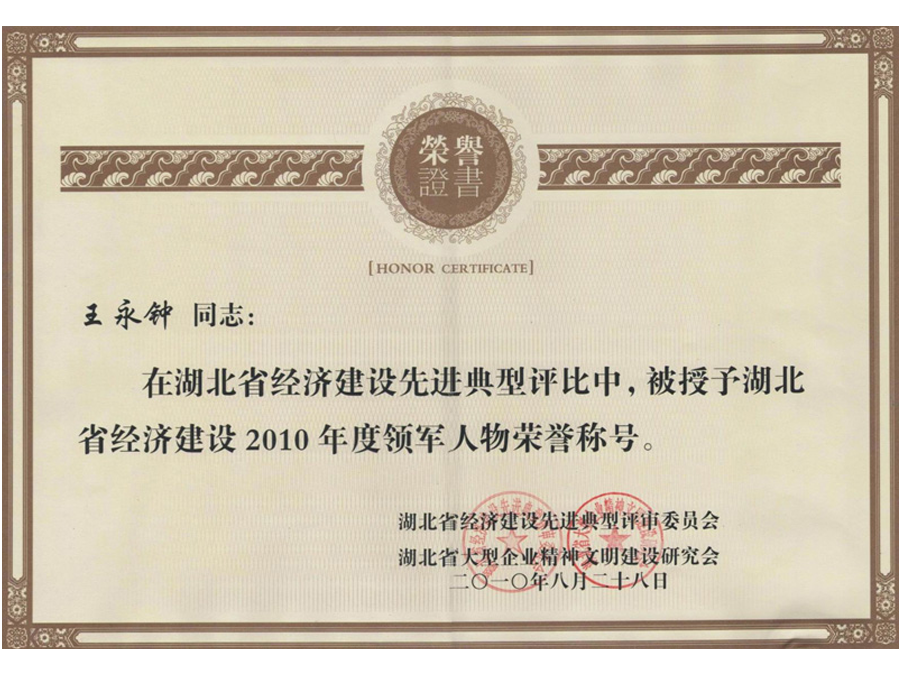 榮譽
證書
[HONOR CERTIFICATE]
王永钟 同志：
在湖北省经济建设先进典型评比中，被授予湖北
省经济建设2010年度领军人物荣誉称号。
湖北省经济建设先进典型评审委员会
湖北省大型企业精神文明建设研究会
二〇一〇年八月二十八日